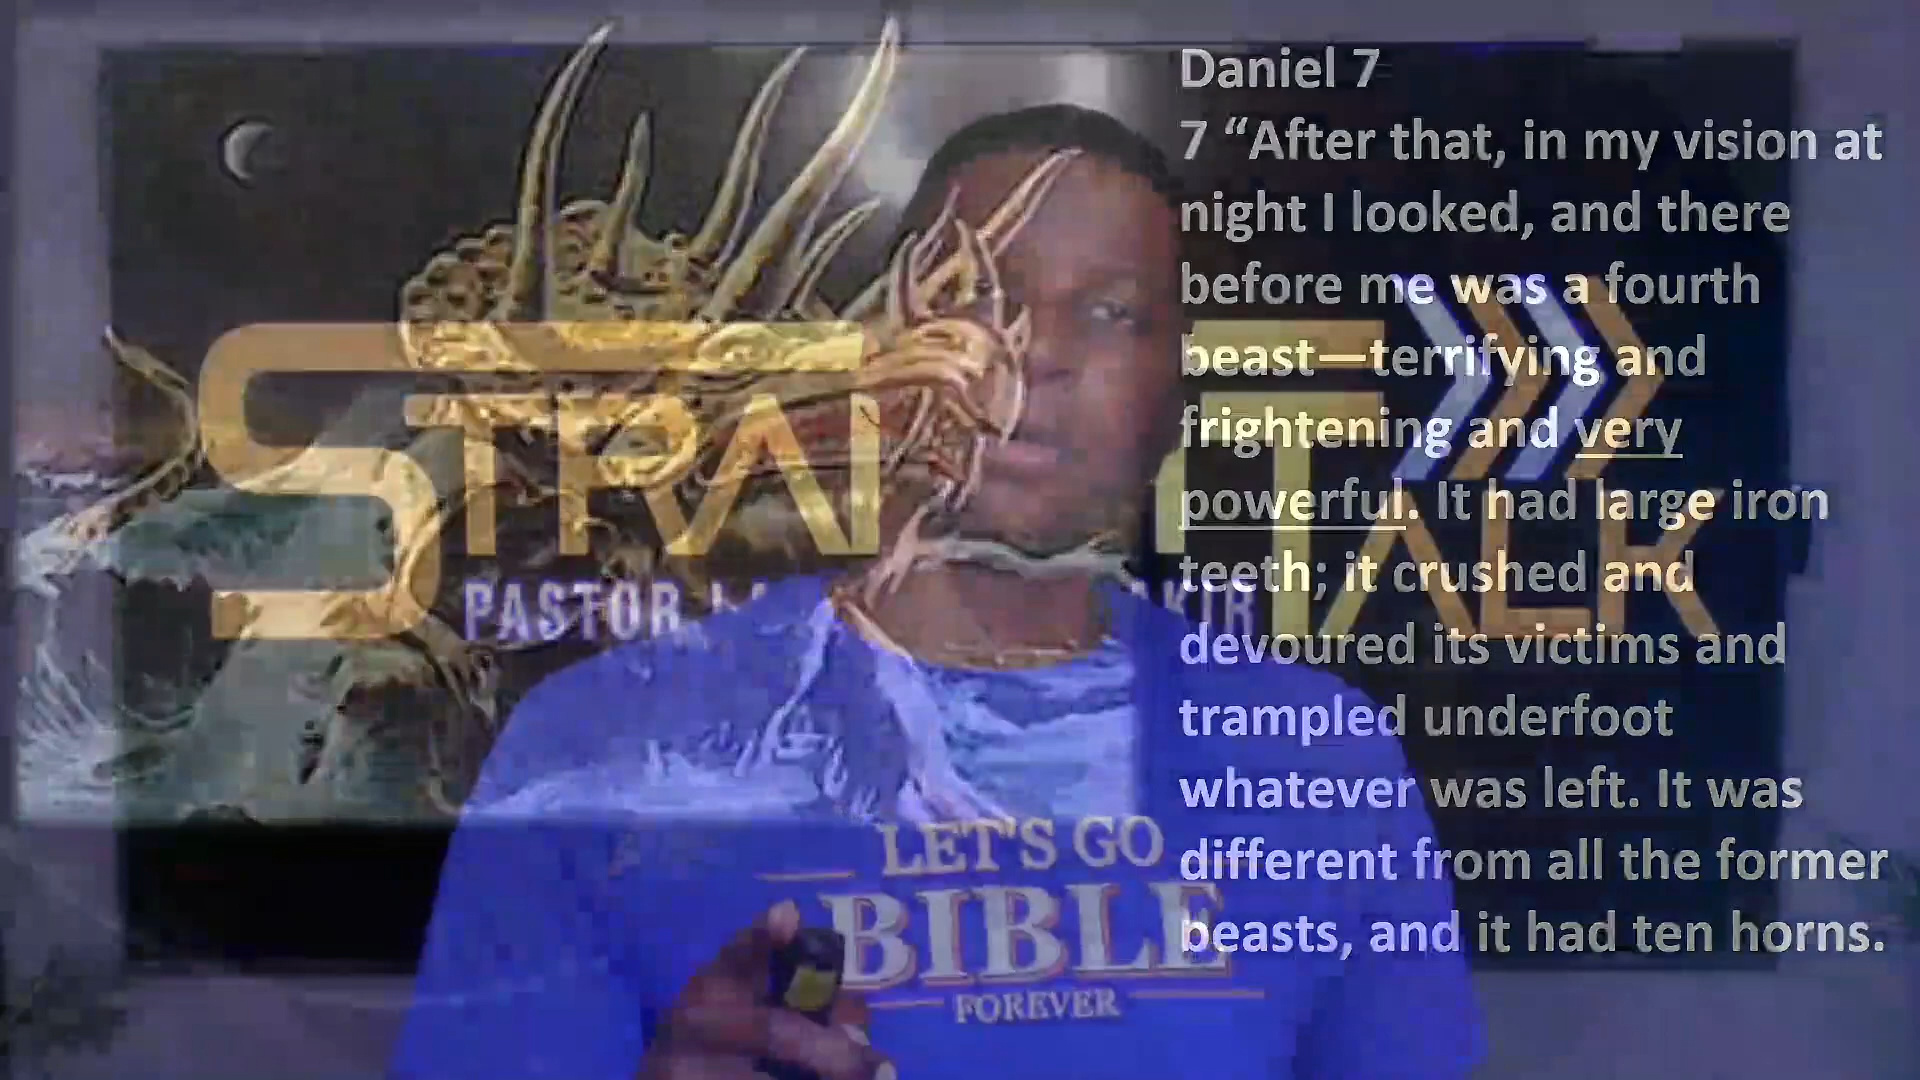 Daniel 7
7 “After that, in my vision at
night I looked, and there
before me was a fourth
beast—terrifying and
frightening and very
powerful. It had large iron
teeth; it crushed and
devoured its victims and
trampled underfoot
whatever was left. It was
different from all the former
beasts, and it had ten horns.
STRAI T TALK
PASTOR
LET'S GO
BIBLE
FOREVER